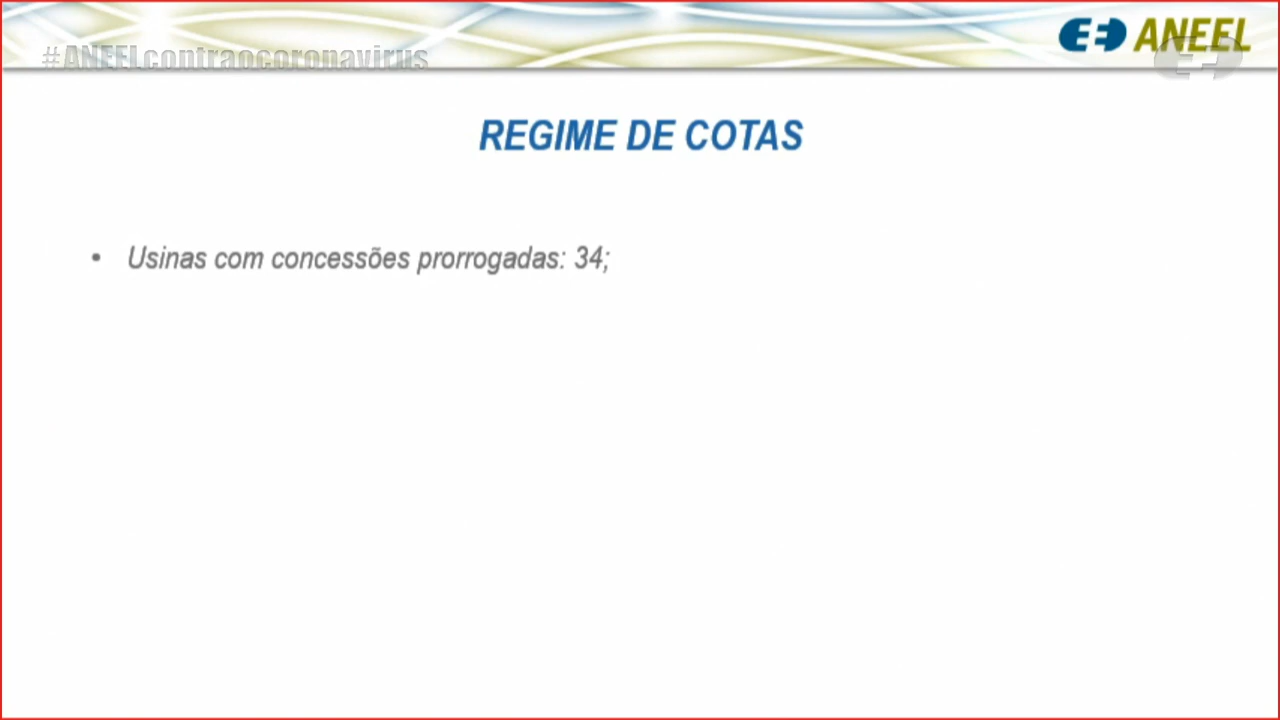 #ANEELcontraocoronavirus
ANEEL
REGIME DE COTAS
• Usinas com concessões prorrogadas: 34;